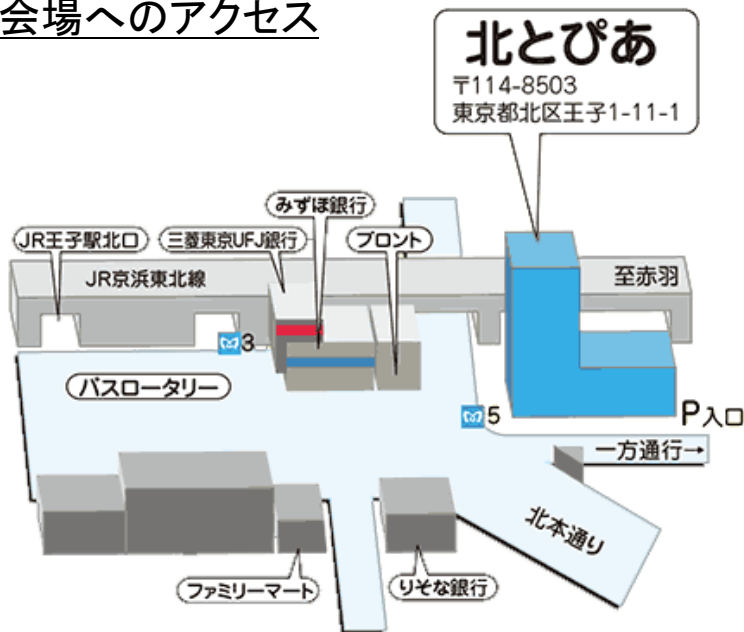 会場へのアクセス
北とぴあ
〒114-8503
東京都北区王子1-11-1
みずほ銀行
JR王子駅北口
三菱東京UFJ銀行
プロント
JR京浜東北線
至赤羽
3
バスロータリー
5
P入口
一方通行→
北本通り
ファミリーマート
りそな銀行